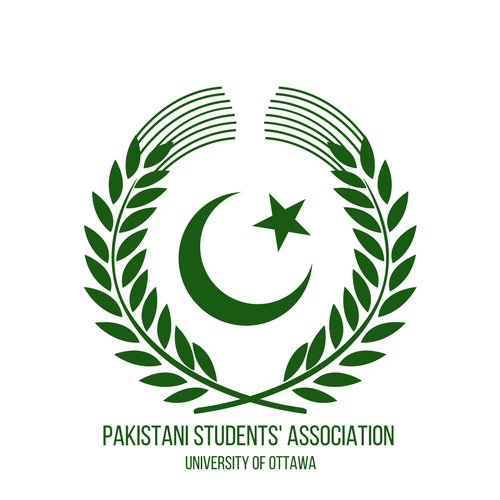 PAKISTANI STUDENTS' ASSOCIATION
UNIVERSITY OF OTTAWA